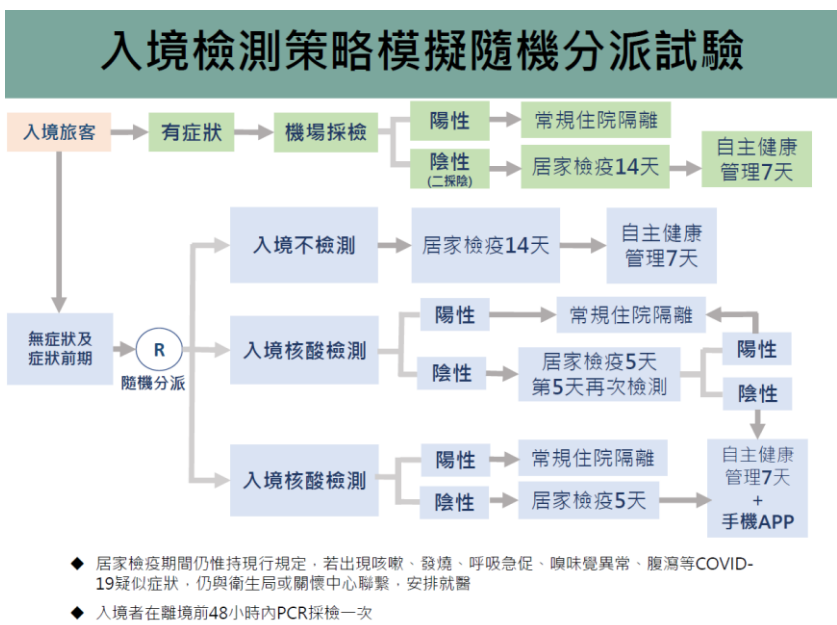 入境檢測策略模擬隨機分派試驗
入境旅客
有症狀
機場採檢
陽性
常規住院隔離
陰性
(二採陰)
居家檢疫14天
自主健康
管理7天
入境不檢測
居家檢疫14天
自主健康
管理7天
無症狀及
症狀前期
R
隨機分派
入境核酸檢測
陽性
常規住院隔離
陰性
居家檢疫5天
第5天再次檢測
陽性
陰性
入境核酸檢測
陽性
常規住院隔離
陰性
居家檢疫5天
自主健康
管理7天
+
手機APP
◆ 居家檢疫期間仍惟持現行規定，若出現咳嗽、發燒、呼吸急促、嗅味覺異常、腹瀉等COVID-
19疑似症狀，仍與衛生局或關懷中心聯繫，安排就醫
◆ 入境者在離境前48小時內PCR採檢一次